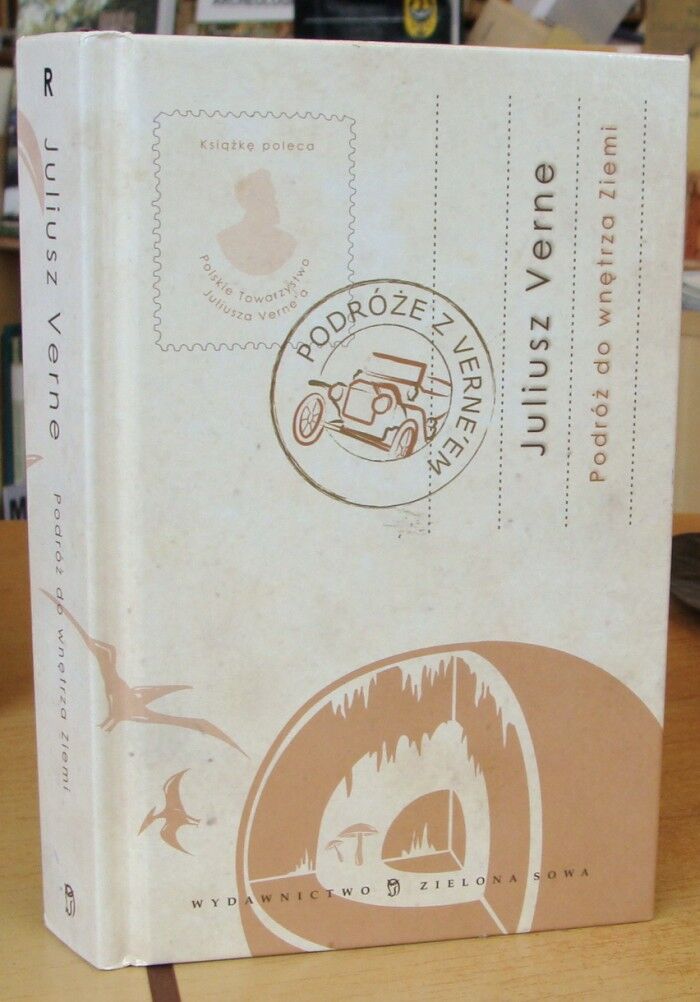 R
Juliusz Verne
Podróż do wnętrza Ziemi
Książkę poleca
Polskie Towarzystwo
Juliusza Verne'a
PODRÓŻE Z VERNE'EM
Juliusz Verne
Podróż do wnętrza Ziemi
WYDAWNICTWO ZIELONA SOWA